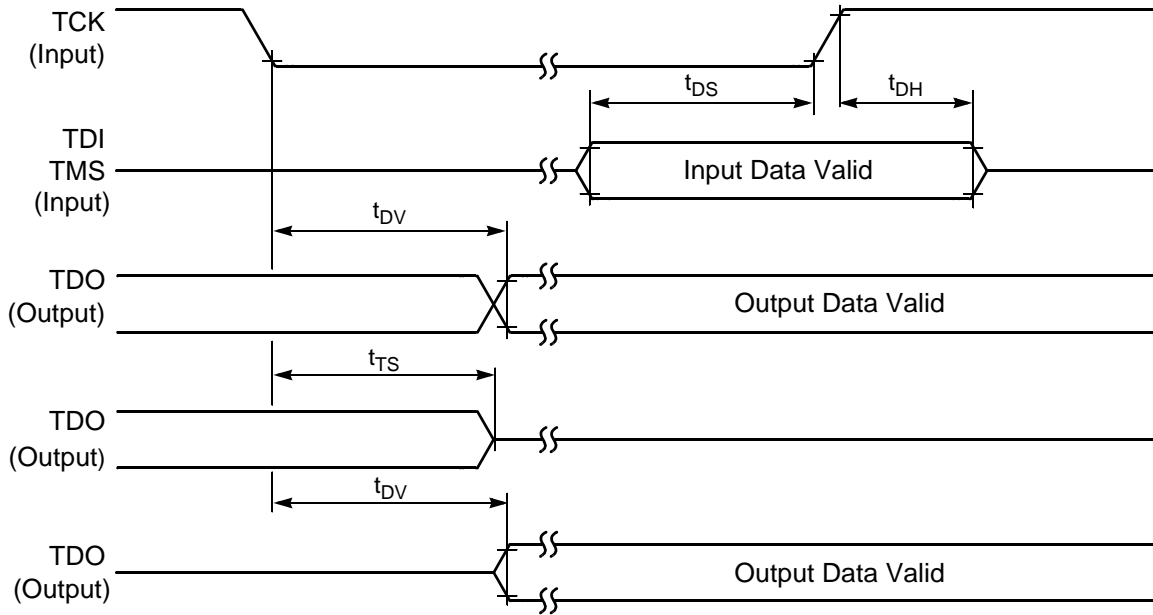 TCK
(Input)
tDS
tDH
TDI
TMS
(Input)
Input Data Valid
tDV
TDO
(Output)
Output Data Valid
tTS
TDO
(Output)
tDV
TDO
(Output)
Output Data Valid